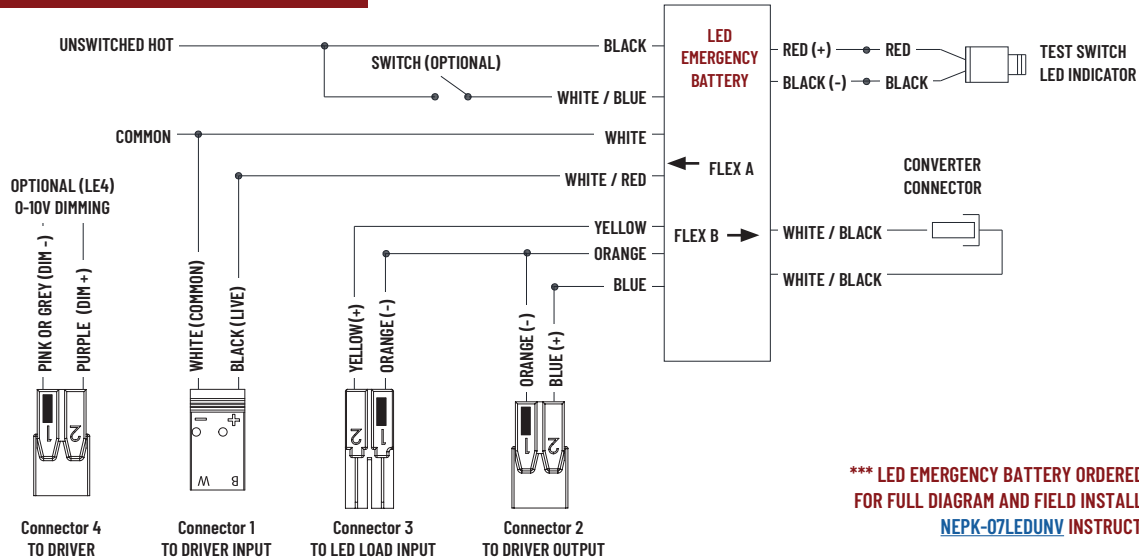 UNSWITCHED HOT
SWITCH (OPTIONAL)
BLACK
WHITE / BLUE
COMMON
WHITE
WHITE / RED
FLEX A
LED
EMERGENCY
BATTERY
RED (+)
RED
BLACK (-)
BLACK
TEST SWITCH
LED INDICATOR
OPTIONAL (LE4)
0-10V DIMMING
YELLOW
ORANGE
BLUE
FLEX B
CONVERTER
CONNECTOR
WHITE / BLACK
WHITE / BLACK
PINK OR GREY (DIM -)
PURPLE (DIM +)
WHITE (COMMON)
BLACK (LIVE)
YELLOW (+)
ORANGE (-)
ORANGE (-)
BLUE (+)
1 2
- +
W B
2 1
1 2
Connector 4
TO DRIVER
Connector 1
TO DRIVER INPUT
Connector 3
TO LED LOAD INPUT
Connector 2
TO DRIVER OUTPUT
*** LED EMERGENCY BATTERY ORDERED
FOR FULL DIAGRAM AND FIELD INSTALL
NEPK-07LEDUNV INSTRUCT